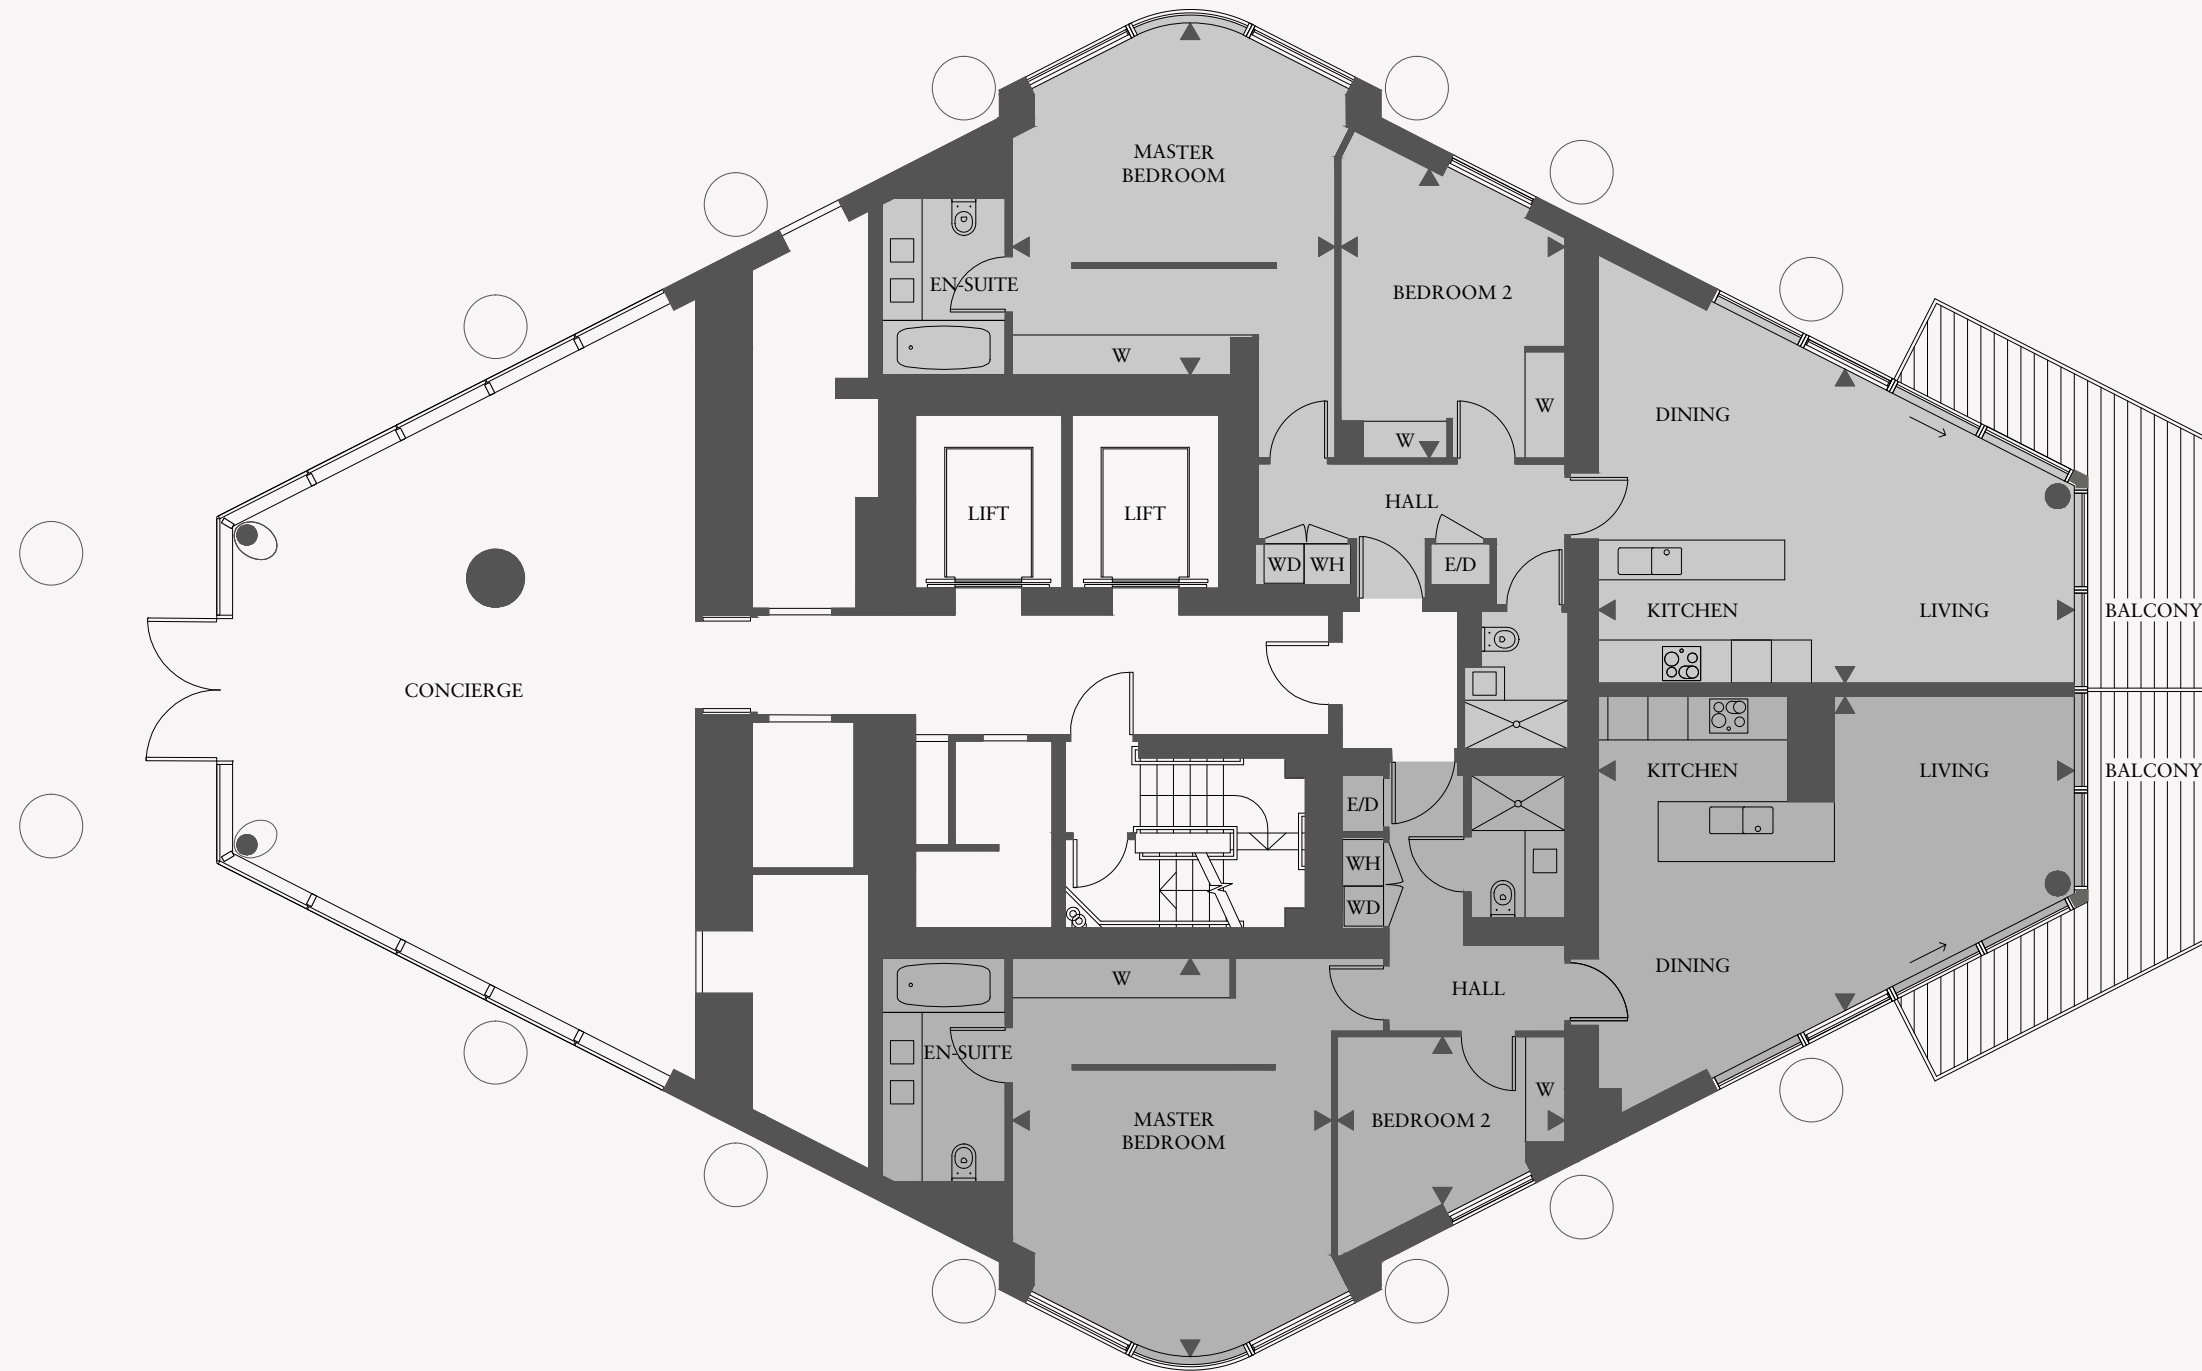 MASTER
BEDROOM
EN-SUITE
BEDROOM 2
W
W
W
DINING
HALL
LIFT
LIFT
WD
WH
E/D
KITCHEN
LIVING
BALCONY
CONCIERGE
KITCHEN
LIVING
BALCONY
E/D
WH
WD
DINING
W
HALL
EN-SUITE
W
MASTER
BEDROOM
BEDROOM 2